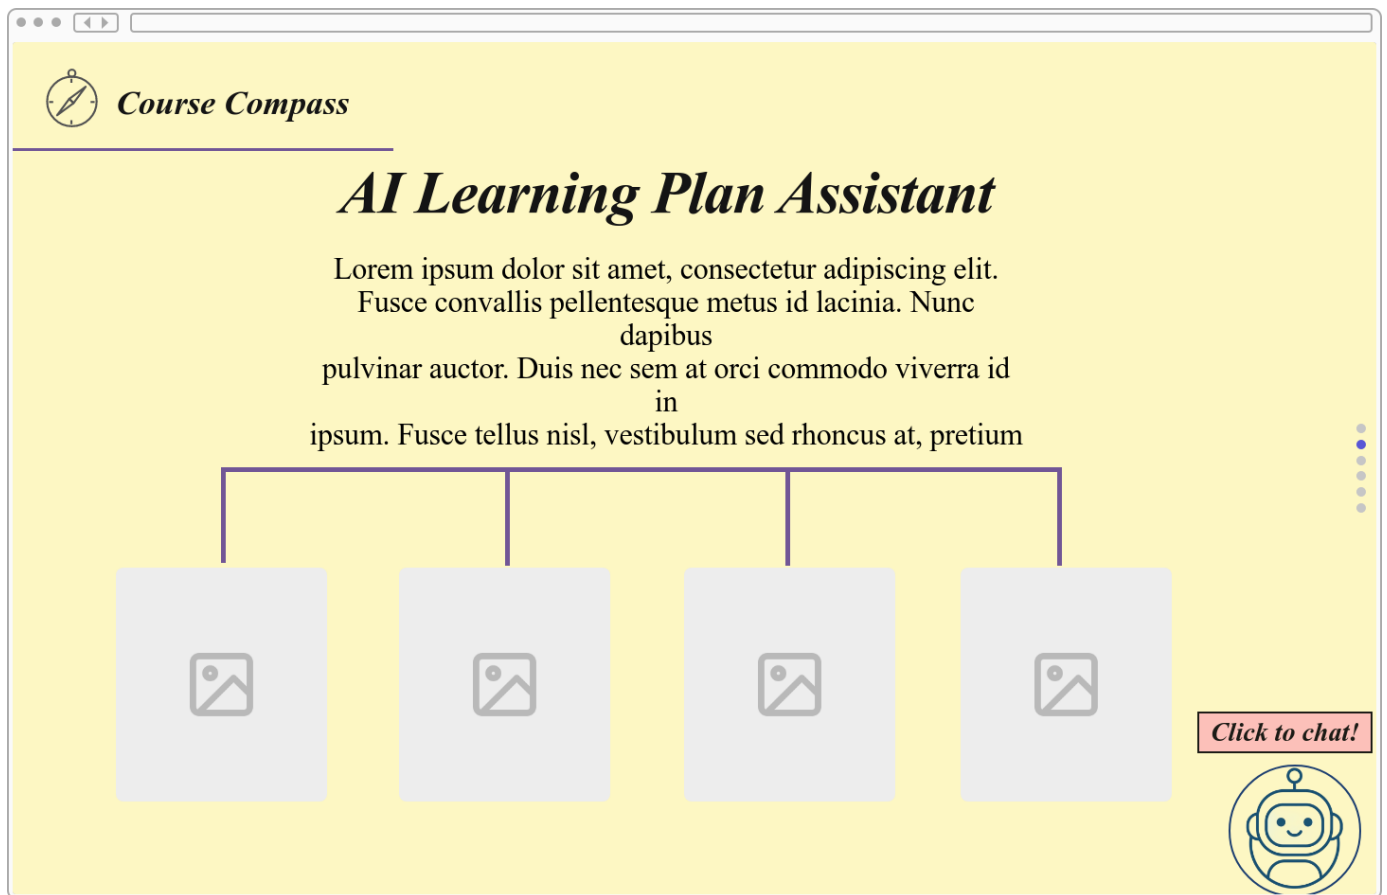 Course Compass
AI Learning Plan Assistant
Lorem ipsum dolor sit amet, consectetur adipiscing elit.
Fusce convallis pellentesque metus id lacinia. Nunc
dapibus
pulvinar auctor. Duis nec sem at orci commodo viverra id
in
ipsum. Fusce tellus nisl, vestibulum sed rhoncus at, pretium
Click to chat!